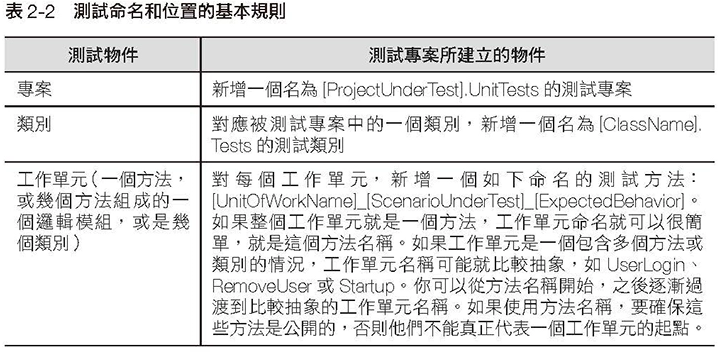 表 2-2 測試命名和位置的基本規則
測試物件
測試專案所建立的物件
專案
新增一個名為 [ProjectUnderTest].UnitTests 的測試專案
類別
對應被測試專案中的一個類別，新增一個名為 [ClassName].
Tests 的測試類別
工作單元（一個方法，
或幾個方法組成的一
個邏輯模組，或是幾
個類別）
對每個工作單元，新增一個如下命名的測試方法：
[UnitOfWorkName]_[ScenarioUnderTest]_[ExpectedBehavior]。
如果整個工作單元就是一個方法，工作單元命名就可以很簡
單，就是這個方法名稱。如果工作單元是一個包含多個方法或
類別的情況，工作單元名稱可能就比較抽象，如 UserLogin、
RemoveUser 或 Startup。你可以從方法名稱開始，之後逐漸過
渡到比較抽象的工作單元名稱。如果使用方法名稱，要確保這
些方法是公開的，否則他們不能真正代表一個工作單元的起點。